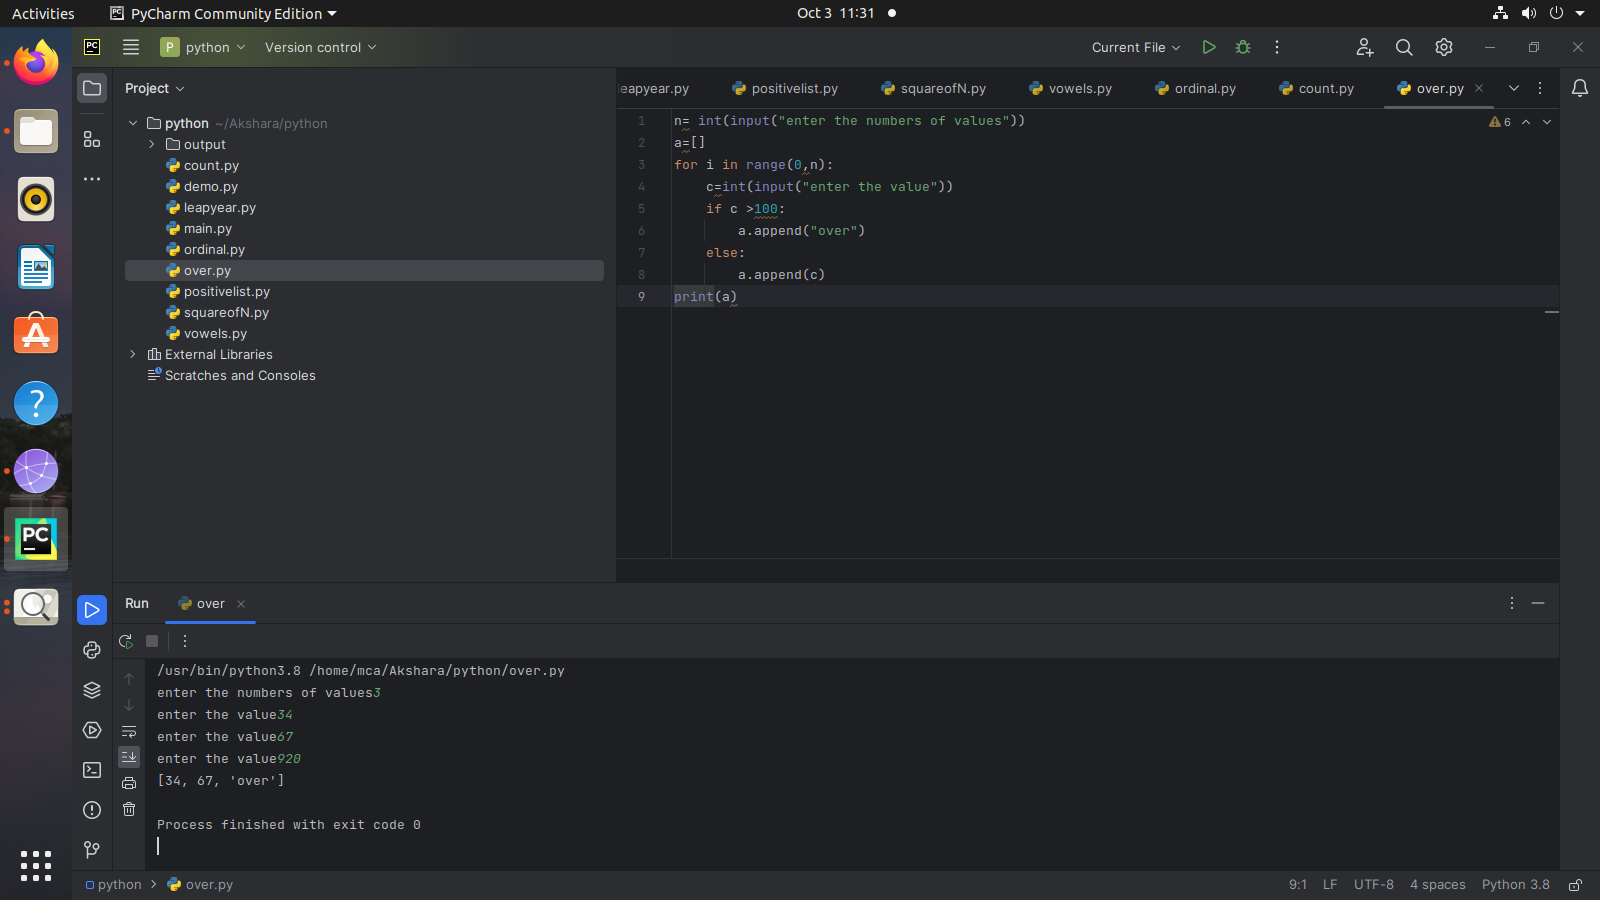 Activities PyCharm Community Edition Oct 3 11:31
PC P python Version control Current File
Project
eapyear.py positivelist.py squareofN.py vowels.py ordinal.py count.py over.py
python ~/Akshara/python
output
count.py
demo.py
leapyear.py
main.py
ordinal.py
over.py
positivelist.py
squareofN.py
vowels.py
External Libraries
Scratches and Consoles
1 n= int(input("enter the numbers of values")) 6
2 a=[]
3 for i in range(0,n):
4 c=int(input("enter the value"))
5 if c >100:
6 a.append("over")
7 else:
8 a.append(c)
9 print(a)
PC
Run over
/usr/bin/python3.8 /home/mca/Akshara/python/over.py
enter the numbers of values3
enter the value34
enter the value67
enter the value920
[34, 67, 'over']
Process finished with exit code 0
python over.py 9:1 LF UTF-8 4 spaces Python 3.8